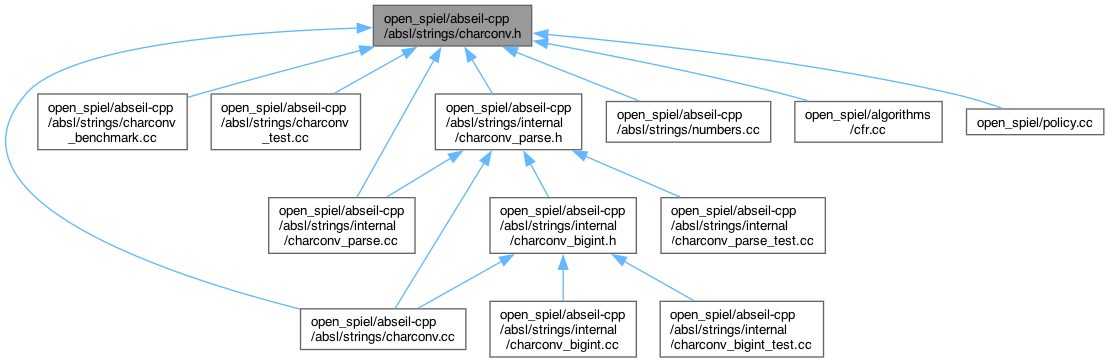 open_spiel/abseil-cpp
/absl/strings/charconv.h
open_spiel/abseil-cpp
/absl/strings/charconv
_benchmark.cc
open_spiel/abseil-cpp
/absl/strings/charconv
_test.cc
open_spiel/abseil-cpp
/absl/strings/internal
/charconv_parse.h
open_spiel/abseil-cpp
/absl/strings/numbers.cc
open_spiel/algorithms
/cfr.cc
open_spiel/policy.cc
open_spiel/abseil-cpp
/absl/strings/internal
/charconv_parse.cc
open_spiel/abseil-cpp
/absl/strings/internal
/charconv_bigint.h
open_spiel/abseil-cpp
/absl/strings/internal
/charconv_parse_test.cc
open_spiel/abseil-cpp
/absl/strings/charconv.cc
open_spiel/abseil-cpp
/absl/strings/internal
/charconv_bigint.cc
open_spiel/abseil-cpp
/absl/strings/internal
/charconv_bigint_test.cc